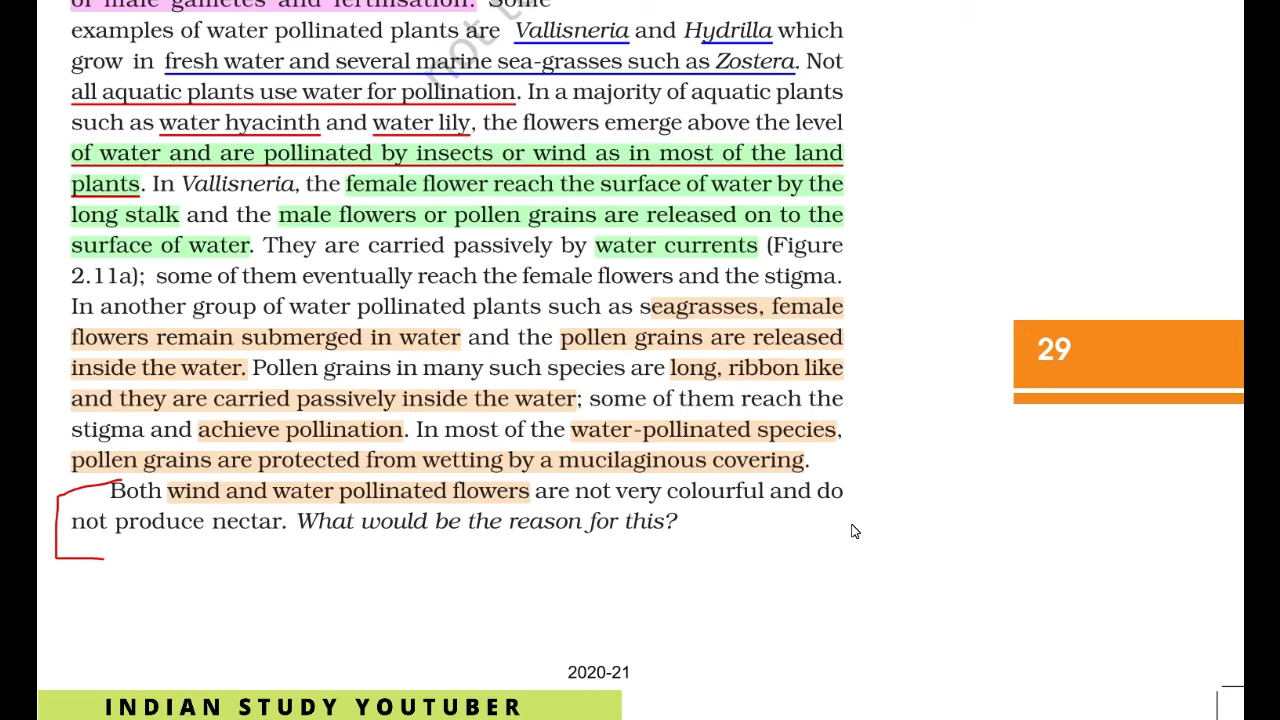 of male gametes and fertilisation. Some
examples of water pollinated plants are Vallisneria and Hydrilla which
grow in fresh water and several marine sea-grasses such as Zostera. Not
all aquatic plants use water for pollination. In a majority of aquatic plants
such as water hyacinth and water lily, the flowers emerge above the level
of water and are pollinated by insects or wind as in most of the land
plants. In Vallisneria, the female flower reach the surface of water by the
long stalk and the male flowers or pollen grains are released on to the
surface of water. They are carried passively by water currents (Figure
2.11a); some of them eventually reach the female flowers and the stigma.
In another group of water pollinated plants such as seagrasses, female
flowers remain submerged in water and the pollen grains are released
inside the water. Pollen grains in many such species are long, ribbon like
and they are carried passively inside the water; some of them reach the
stigma and achieve pollination. In most of the water-pollinated species,
pollen grains are protected from wetting by a mucilaginous covering.
Both wind and water pollinated flowers are not very colourful and do
not produce nectar. What would be the reason for this?
29
2020-21
INDIAN STUDY YOUTUBER